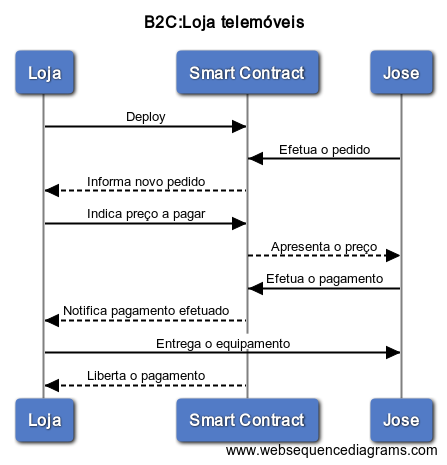 B2C:Loja telemóveis
Loja Smart Contract Jose
Deploy
Efetua o pedido
Informa novo pedido
Indica preço a pagar
Apresenta o preço
Efetua o pagamento
Notifica pagamento efetuado
Entrega o equipamento
Liberta o pagamento
Loja Smart Contract Jose
www.websequencediagrams.com